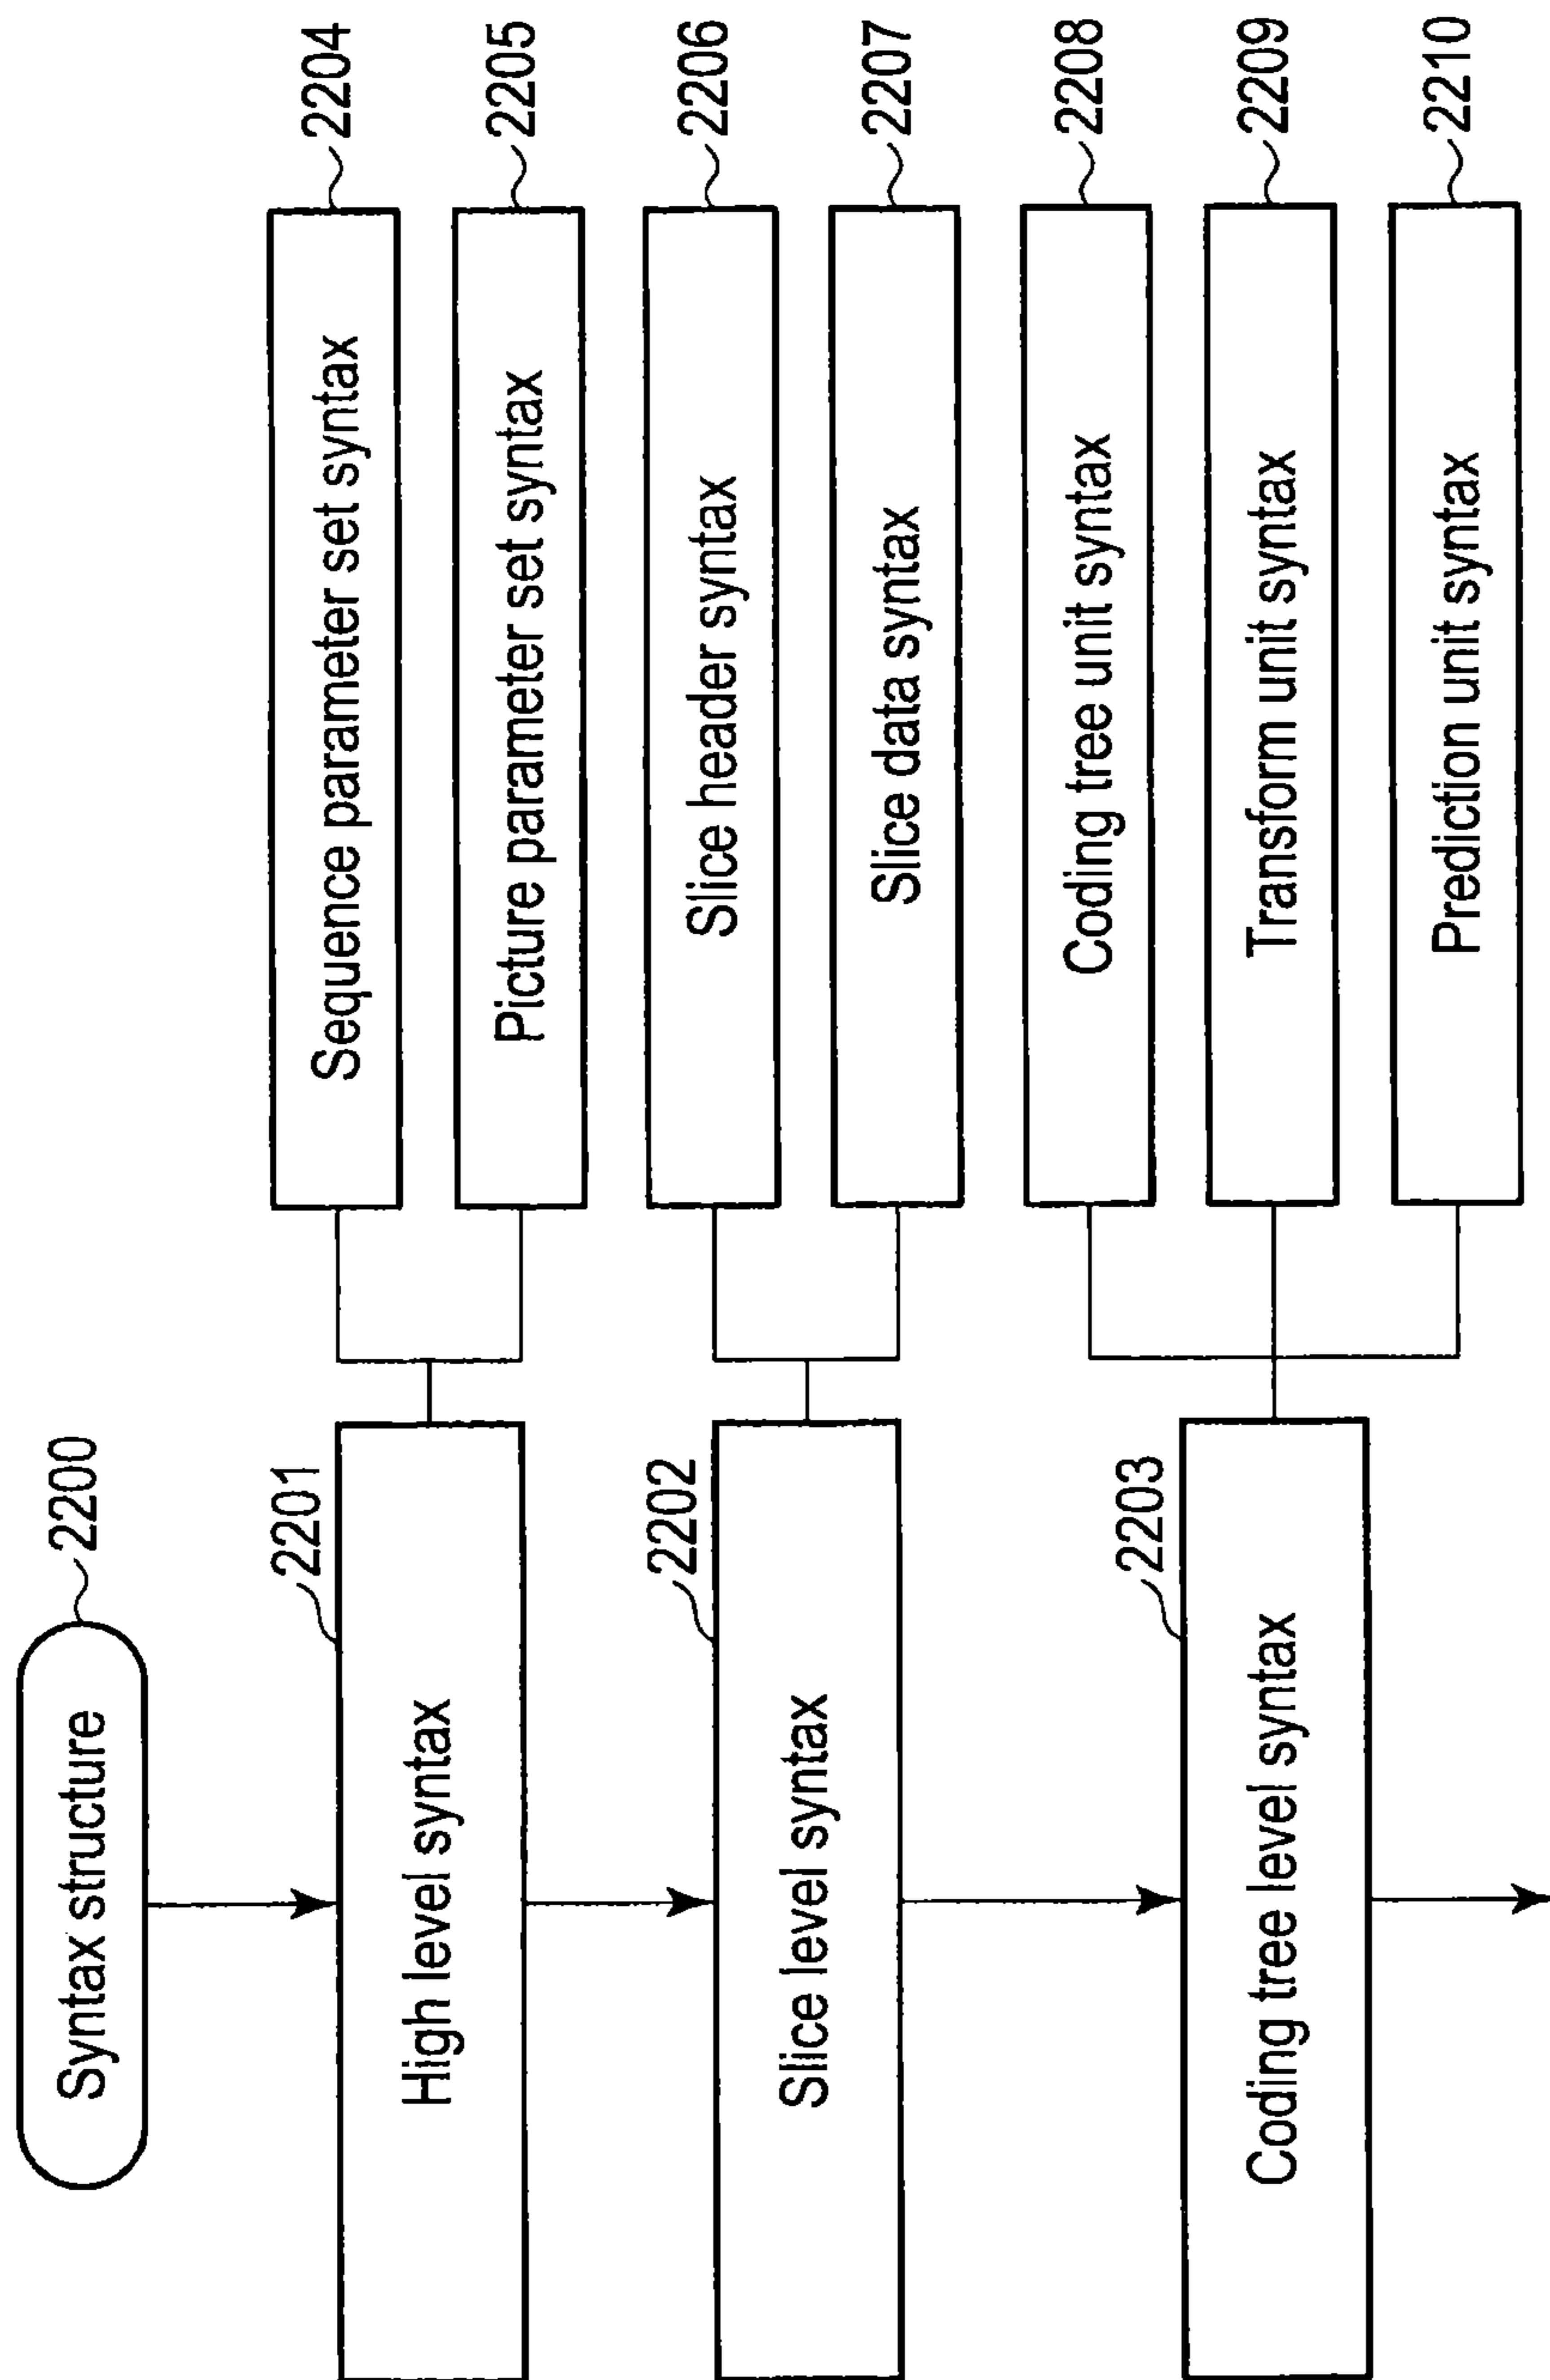 Syntax structure
2200
2201
High level syntax
Sequence parameter set syntax
2204
Picture parameter set syntax
2205
2202
Slice level syntax
Slice header syntax
2206
Slice data syntax
2207
2203
Coding tree level syntax
Coding tree unit syntax
2208
Transform unit syntax
2209
Prediction unit syntax
2210